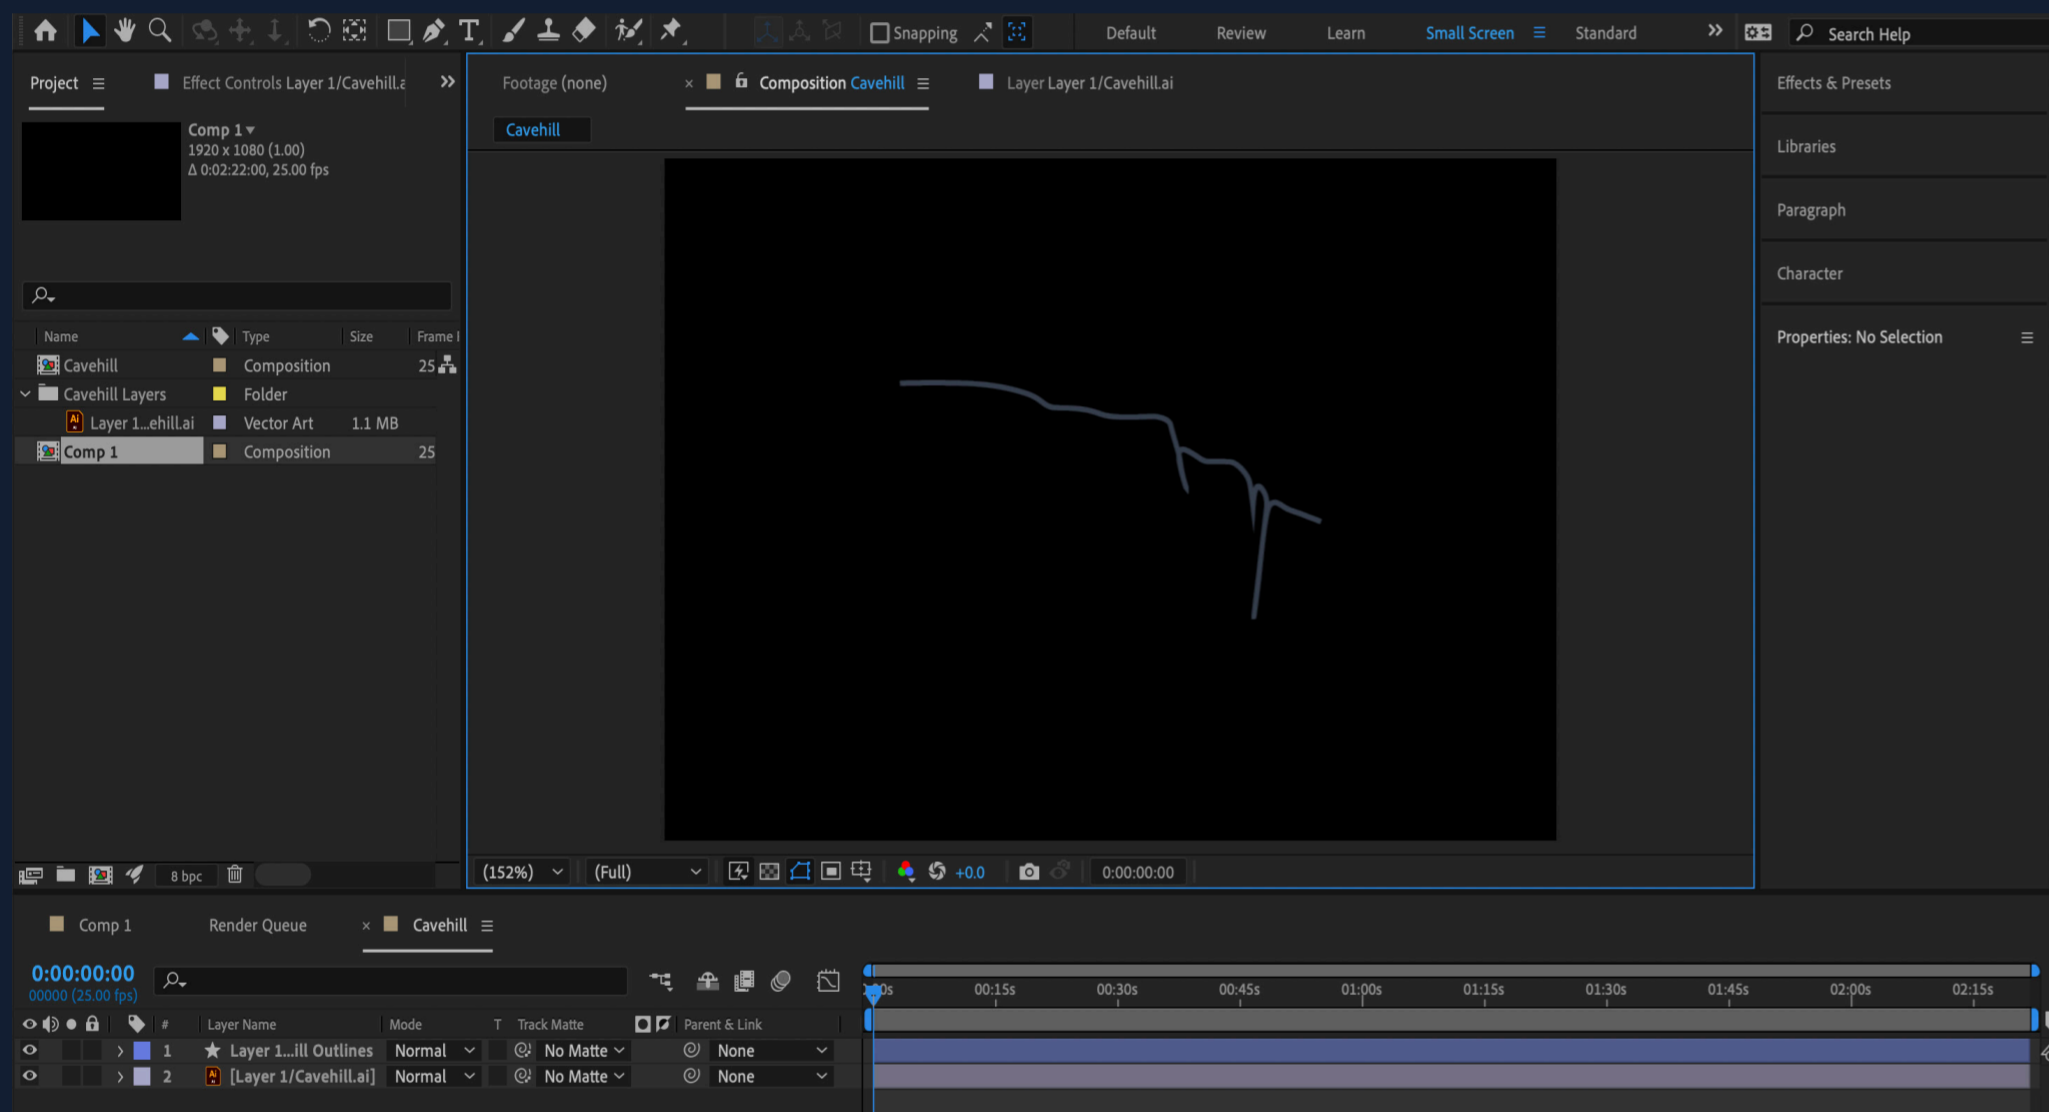 Snapping
Default
Review
Learn
Small Screen
Standard
Search Help
Project
Effect Controls Layer 1/Cavehill.a
Footage (none)
Composition Cavehill
Layer Layer 1/Cavehill.ai
Cavehill
Comp 1
1920 x 1080 (1.00)
Δ 0:02:22:00, 25.00 fps
Effects & Presets
Libraries
Paragraph
Character
Properties: No Selection
Name Type Size Frame
Cavehill Composition 25
Cavehill Layers Folder
Ai Layer 1...ehill.ai Vector Art 1.1 MB
Comp 1 Composition 25
8 bpc
(152%) (Full) +0.0 0:00:00:00
Comp 1
Render Queue
Cavehill
0:00:00:00
00000 (25.00 fps)
00s 00:15s 00:30s 00:45s 01:00s 01:15s 01:30s 01:45s 02:00s 02:15s
# Layer Name Mode T Track Matte Parent & Link
1 Layer 1...ill Outlines Normal No Matte None
2 Ai [Layer 1/Cavehill.ai] Normal No Matte None